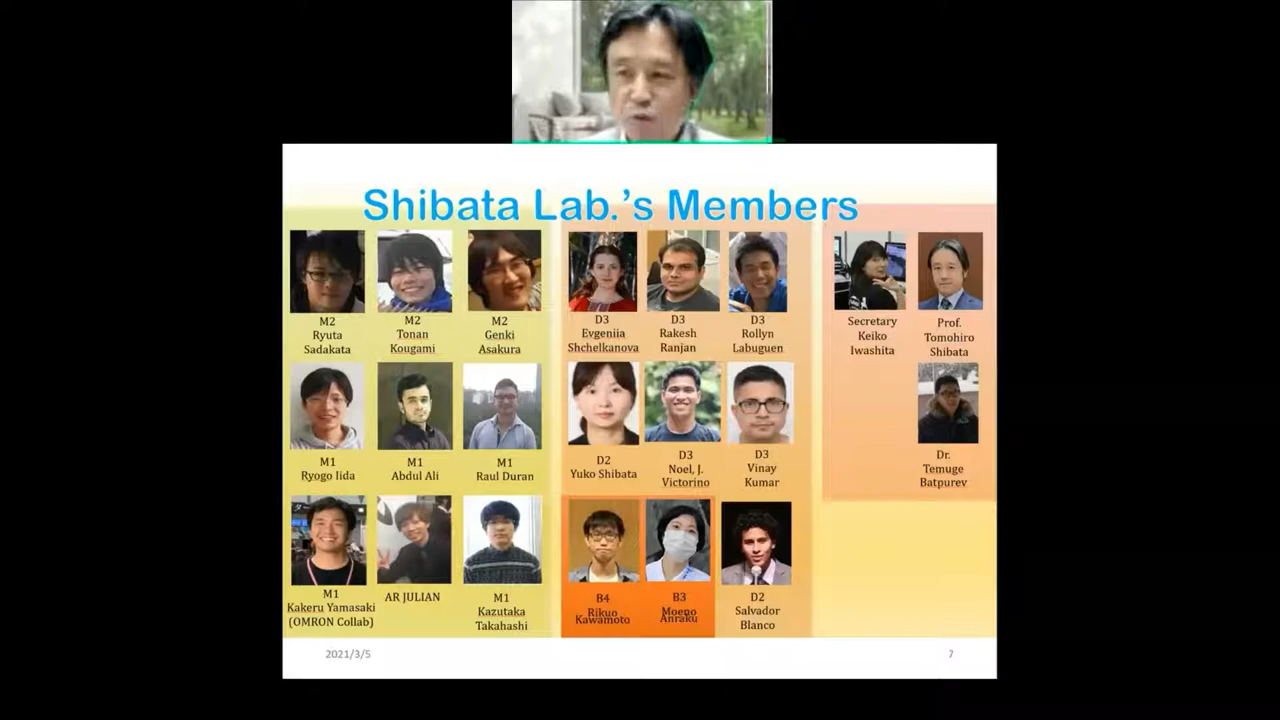 Shibata Lab.'s Members
M2
Ryuta
Sadakata
M2
Tonan
Kougami
M2
Genki
Asakura
D3
Evgeniia
Shchelkanova
D3
Rakesh
Ranjan
D3
Rollyn
Labuguen
Secretary
Keiko
Iwashita
Prof.
Tomohiro
Shibata
M1
Ryogo Iida
M1
Abdul Ali
M1
Raul Duran
D2
Yuko Shibata
D3
Noel, J.
Victorino
D3
Vinay
Kumar
Dr.
Temuge
Batpurev
M1
Kakeru Yamasaki
(OMRON Collab)
AR JULIAN
M1
Kazutaka
Takahashi
B4
Rikuo
Kawamoto
B3
Moeno
Anraku
D2
Salvador
Blanco
2021/3/5
7